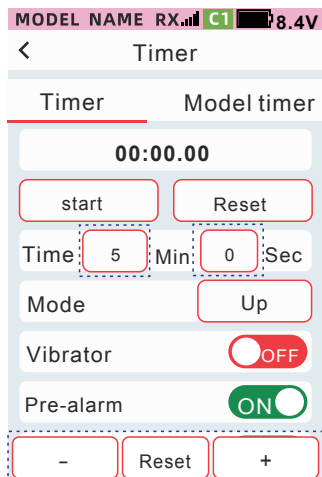 MODEL NAME RX C1 8.4V
< Timer
Timer Model timer
00:00.00
start Reset
Time 5 Min 0 Sec
Mode Up
Vibrator OFF
Pre-alarm ON
- Reset +